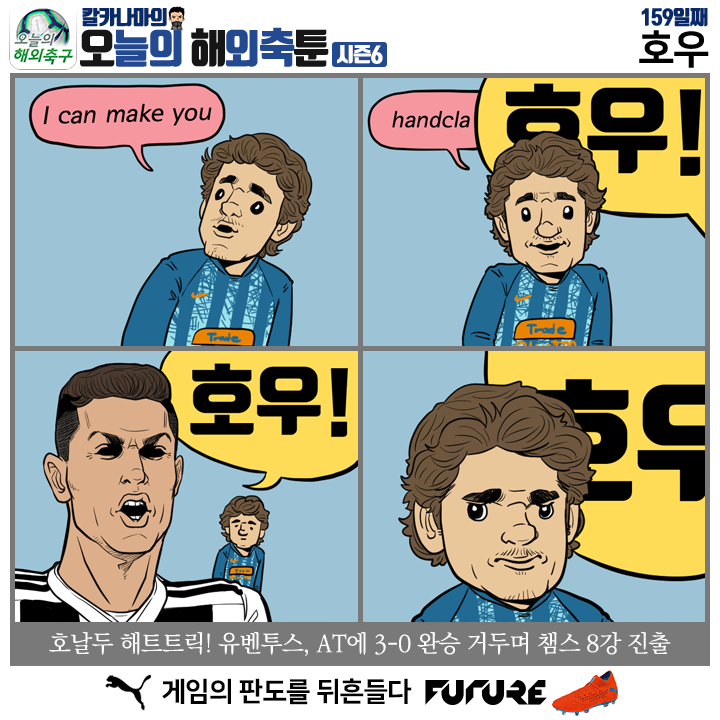 오늘의
해외축구
칼카나마의
오늘의 해외축툰
시즌6
159일째
호우
I can make you
handcla
호우!
Trade
Trade
호우!
호우
호날두 해트트릭! 유벤투스, AT에 3-0 완승 거두며 챔스 8강 진출
게임의 판도를 뒤흔들다 FUTURE